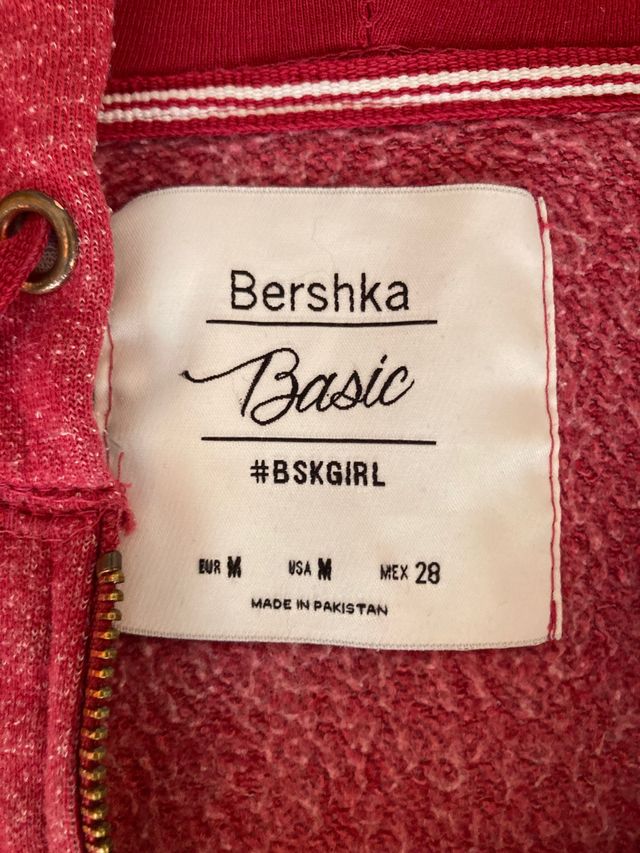 Bershka
Basic
#BSKGIRL
EUR M USA M MEX 28
MADE IN PAKISTAN